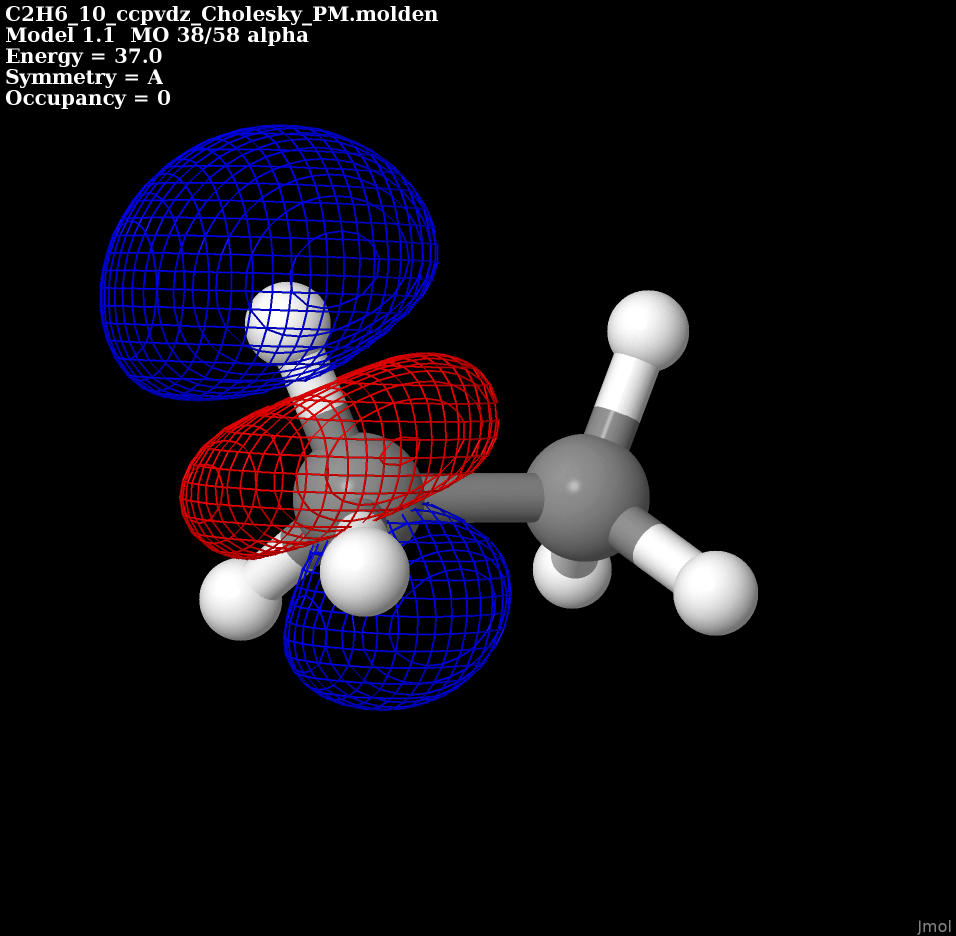 C2H6_10_ccpvdz_Cholesky_PM.molden
Model 1.1  MO 38/58 alpha
Energy = 37.0
Symmetry = A
Occupancy = 0
Jmol